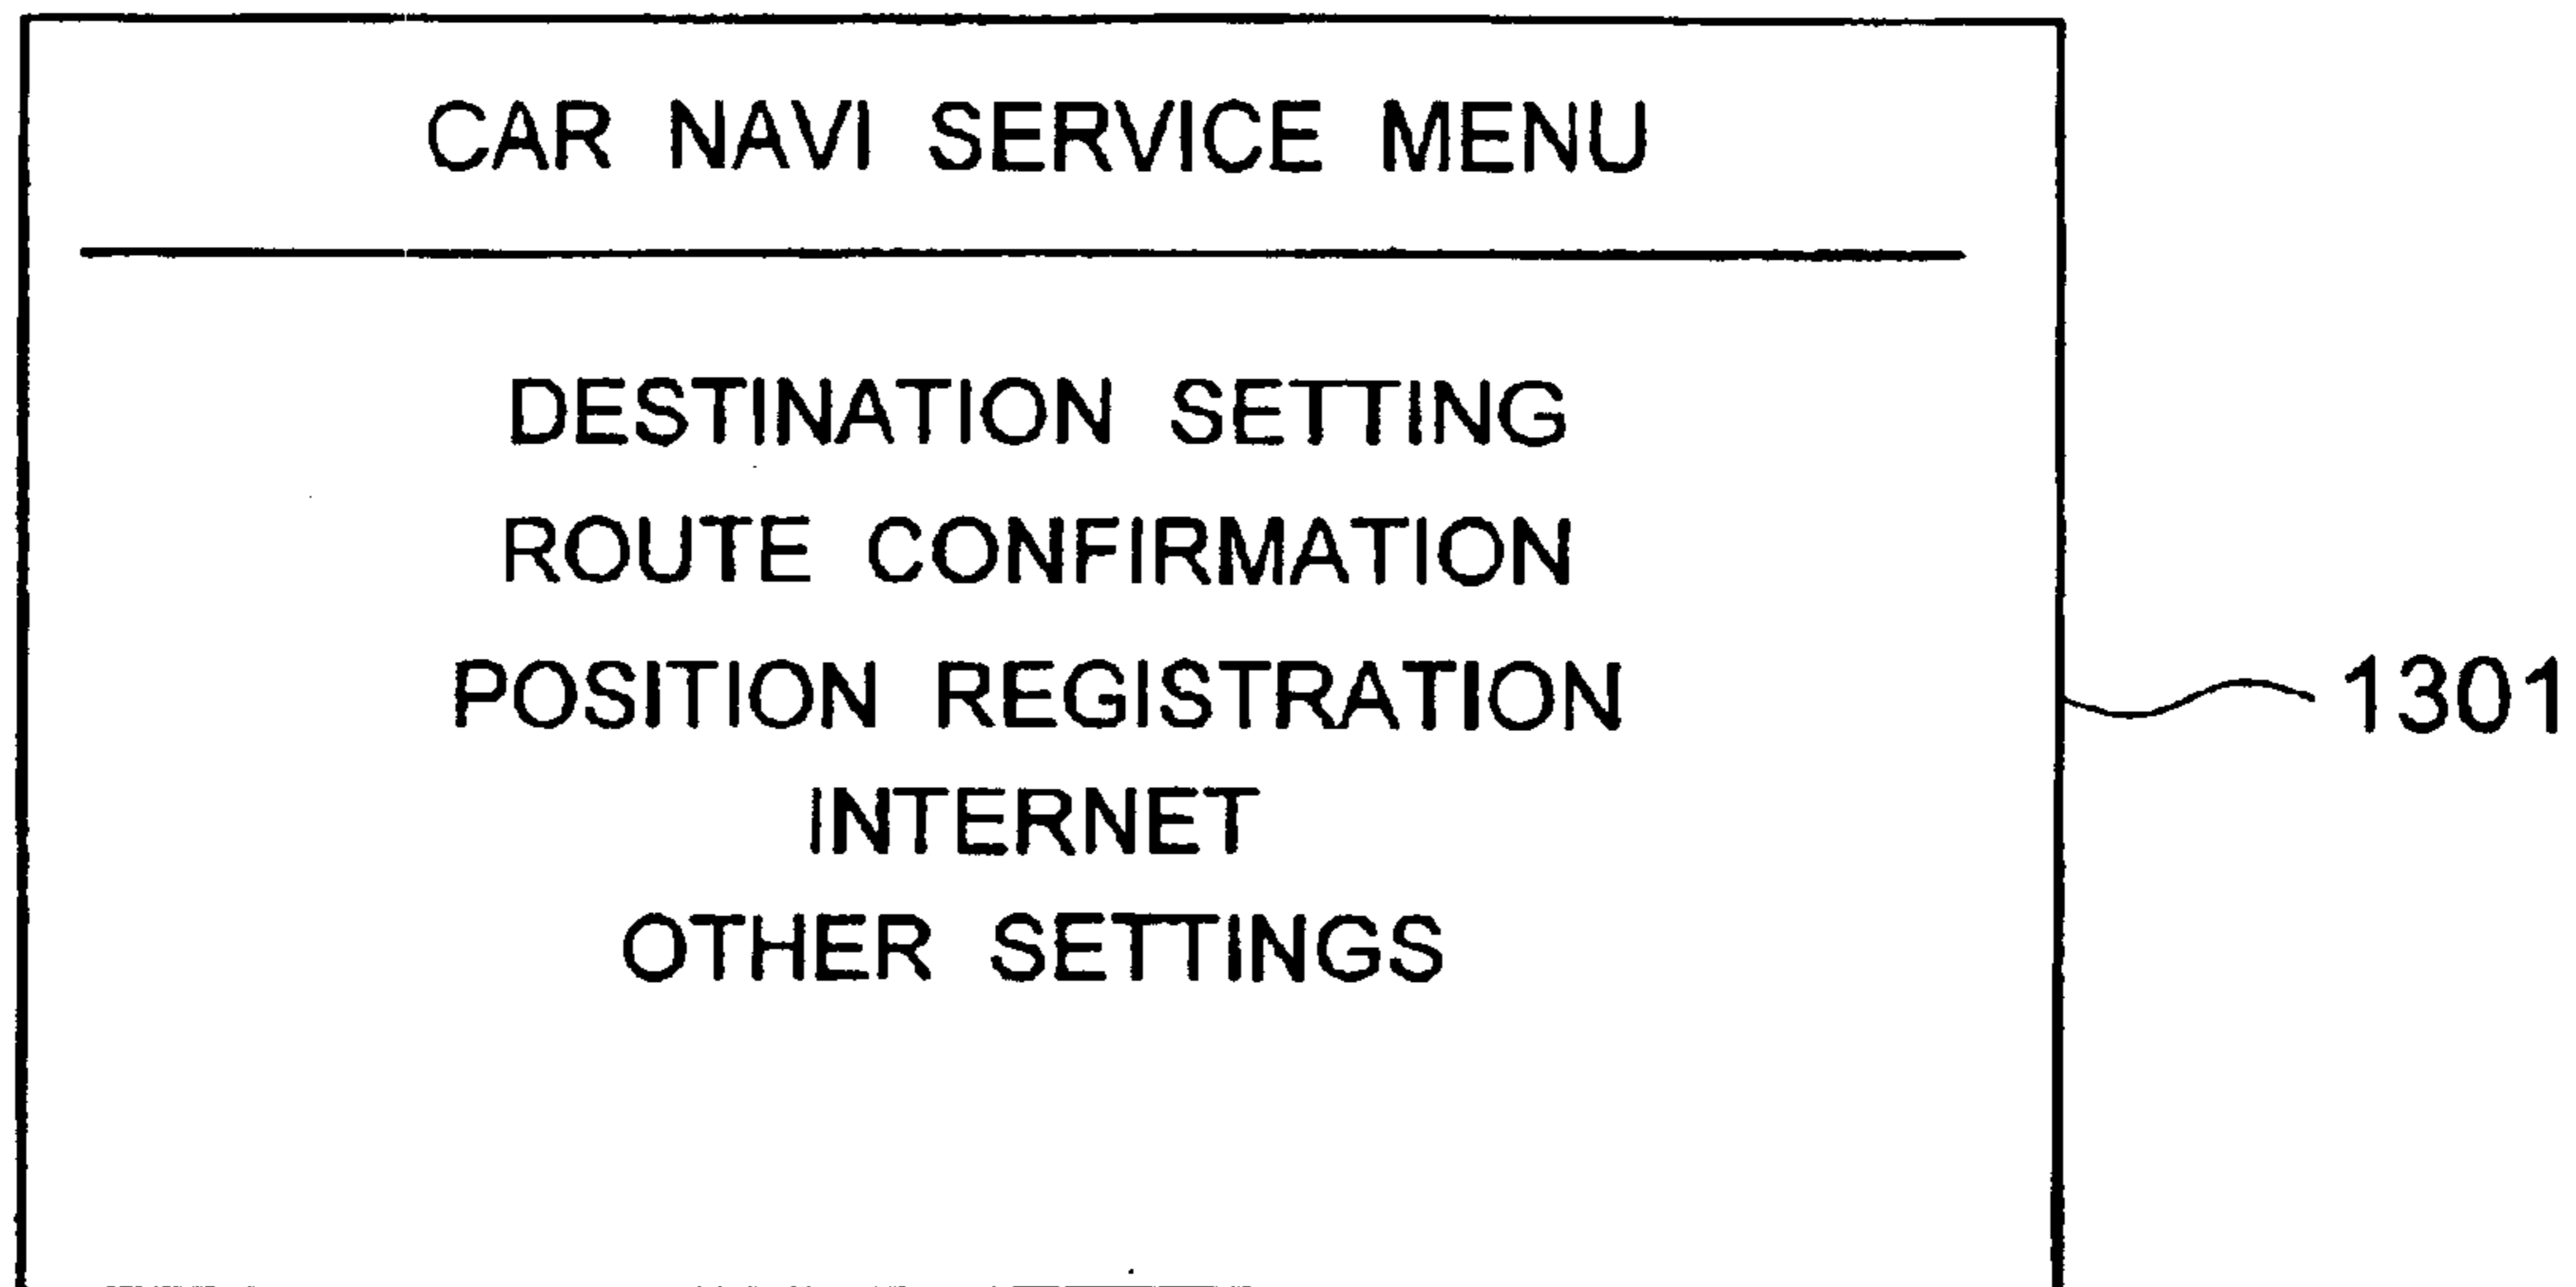 CAR NAVI SERVICE MENU
DESTINATION SETTING
ROUTE CONFIRMATION
POSITION REGISTRATION
1301
INTERNET
OTHER SETTINGS